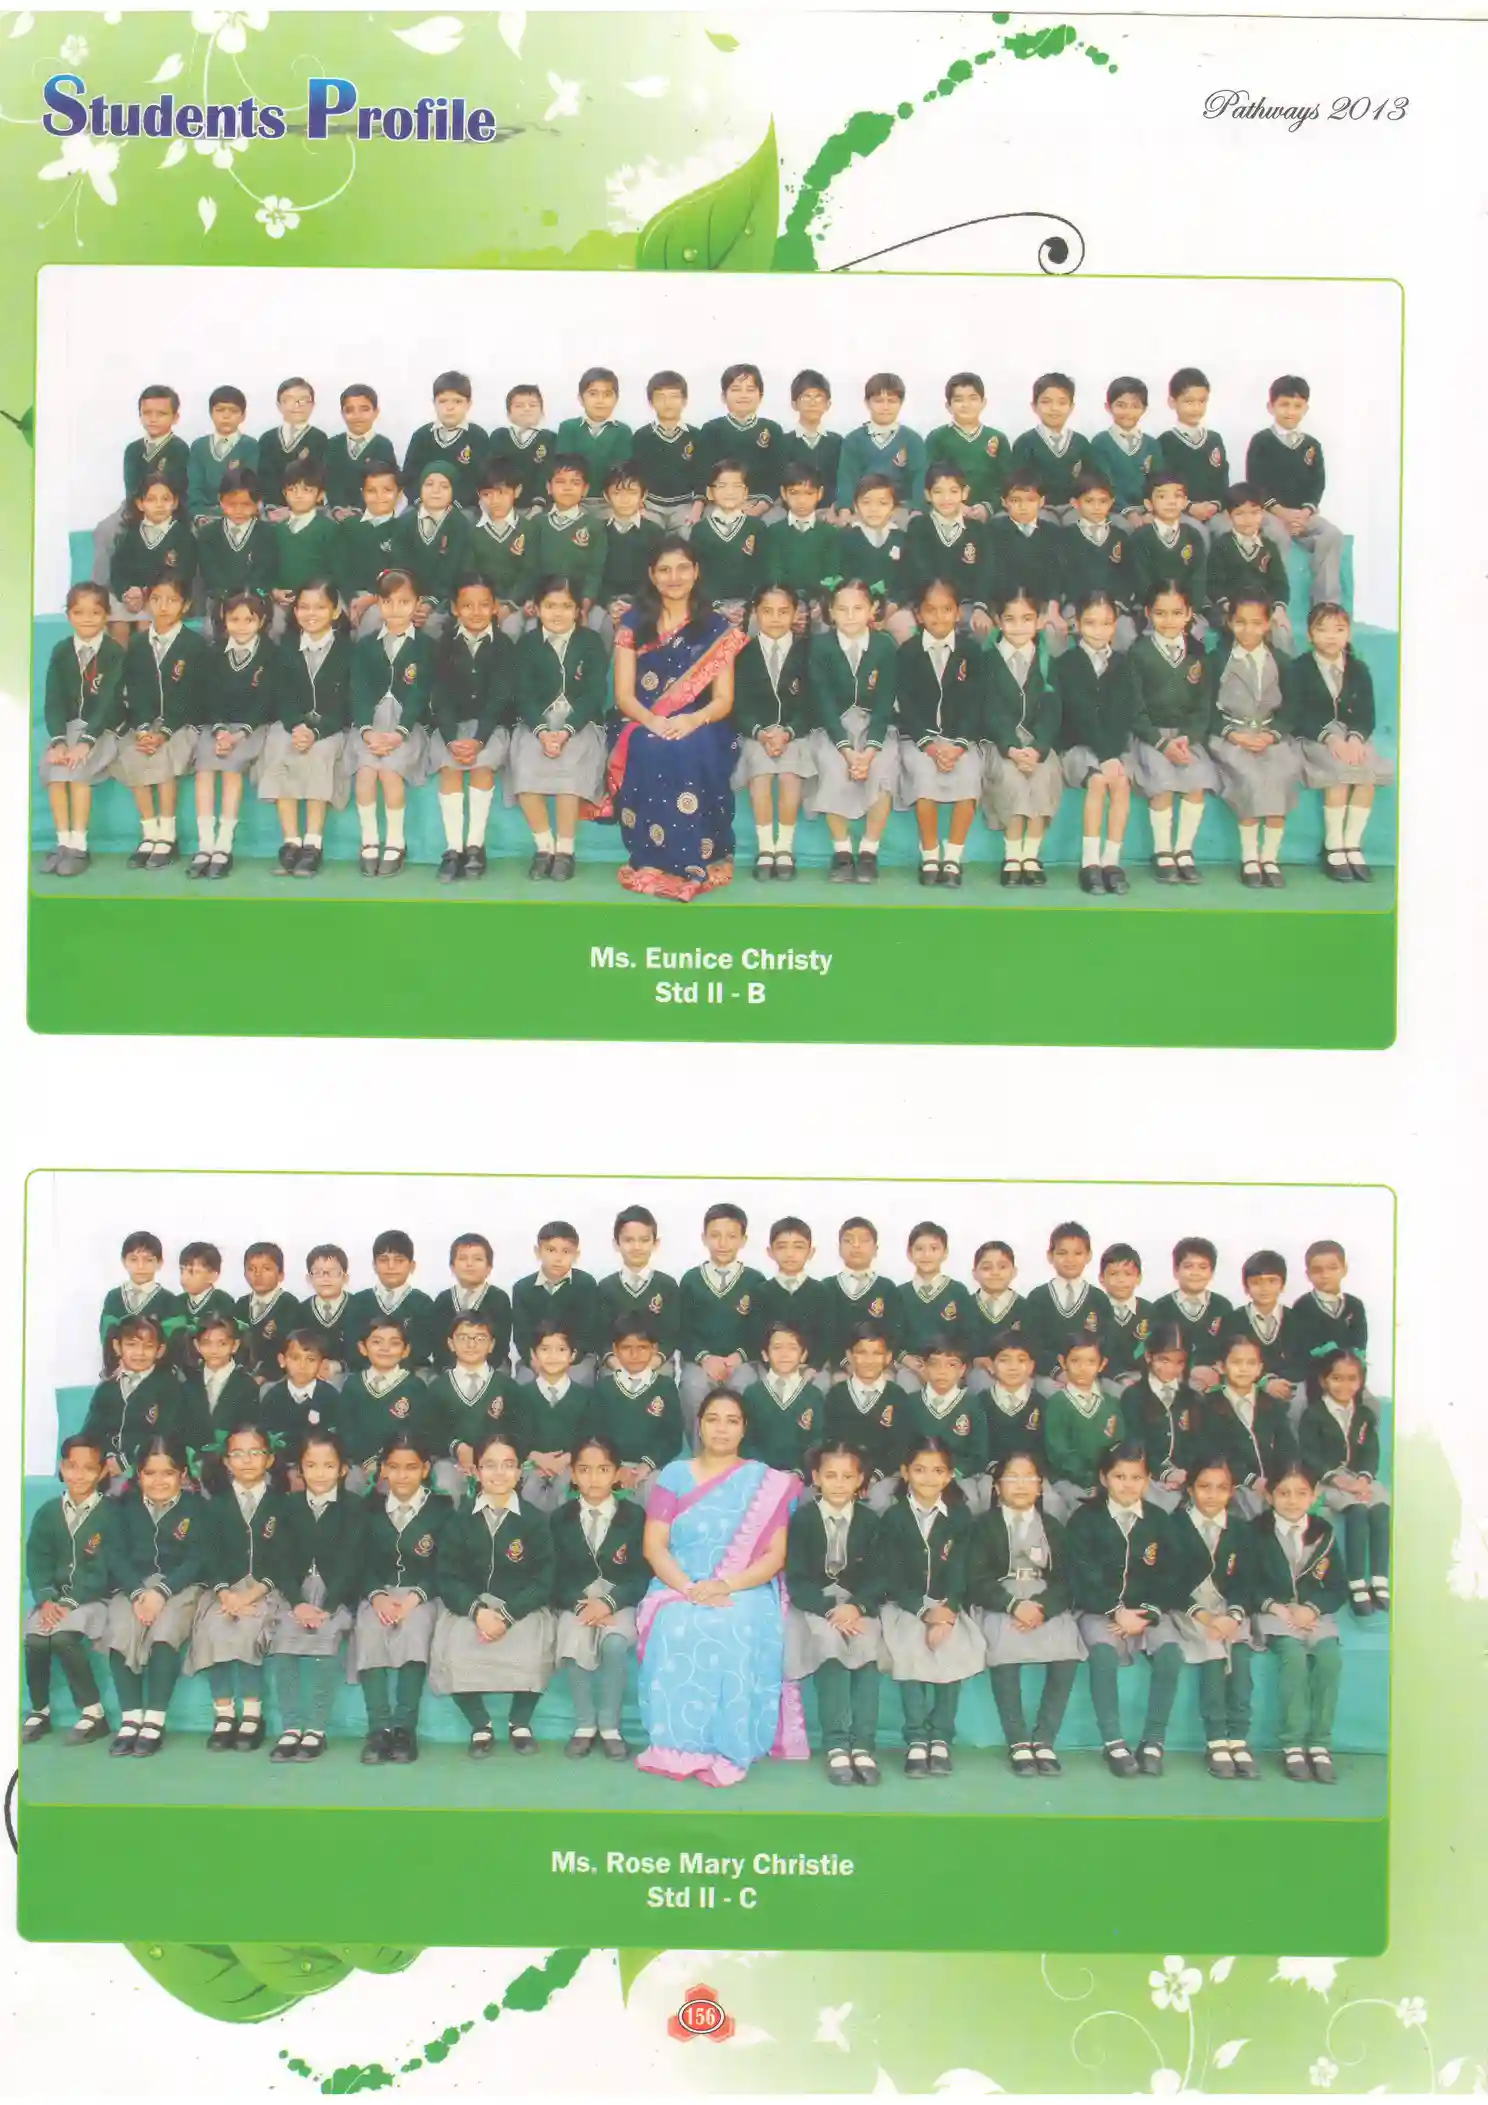 Students Profile
Pathways 2013
Ms. Eunice Christy
Std II - B
Ms. Rose Mary Christie
Std II - C
156